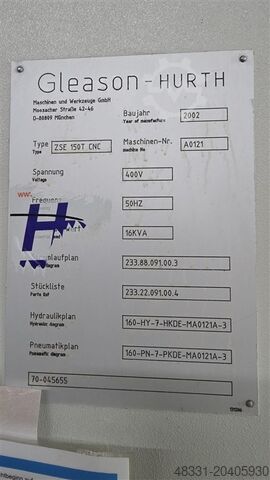 Gleason - HURTH
Maschinen und Werkzeuge GmbH
Moosacher Straße 42-46
D-80809 München
Baujahr 2002
Year of manufacture
Type ZSE 150T CNC
Type
Maschinen-Nr. A0121
machine No
Spannung 400V
Voltage
Frequenz 50HZ
16KVA
laufplan 233.88.091.00.3
diagram
Stückliste 233.22.091.00.4
Parts list
Hydraulikplan 160-HY-7-HKDE-MA0121A-3
Hydraulic diagram
Pneumatikplan 160-PN-7-PKDE-MA0121A-3
Pneumatic diagram
70-045655
www.
H
48331-20405930